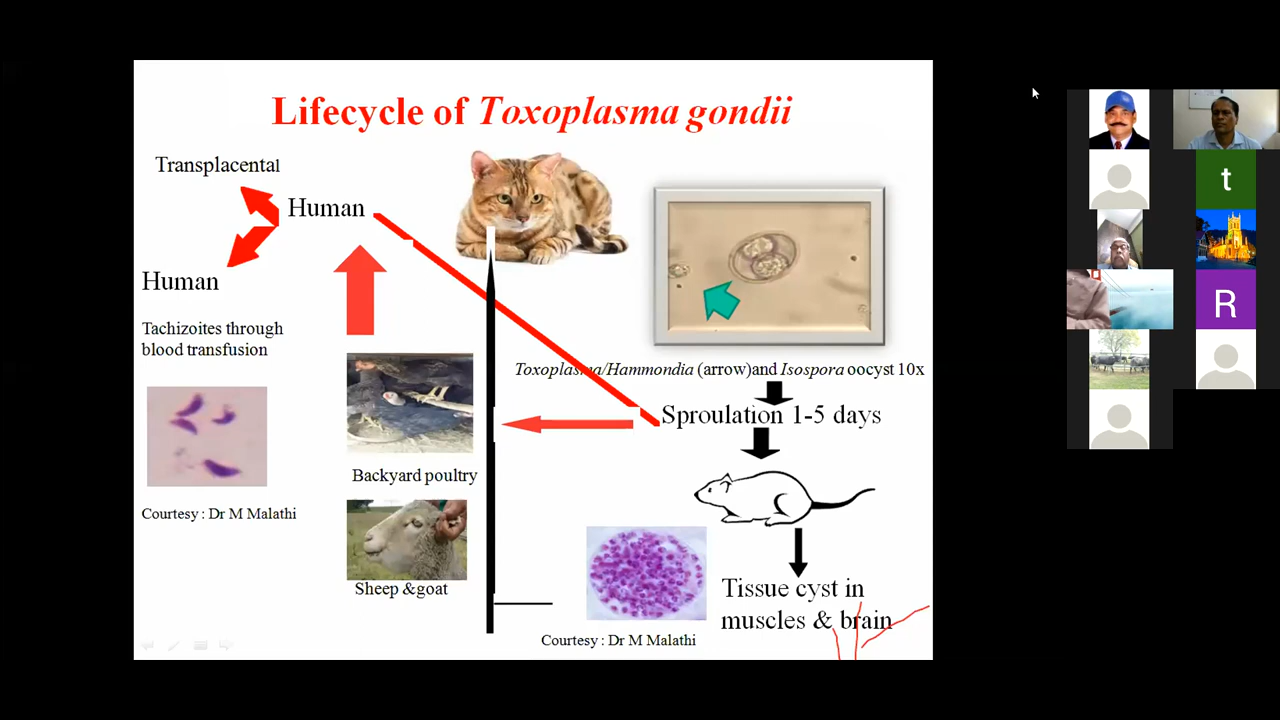 Lifecycle of Toxoplasma gondii
Transplacental
Human
Human
Tachizoites through
blood transfusion
Courtesy : Dr M Malathi
Backyard poultry
Sheep &goat
Toxoplasma/Hammondia (arrow)and Isospora oocyst 10x
Sproulation 1-5 days
Tissue cyst in
muscles & brain
Courtesy : Dr M Malathi
t
R